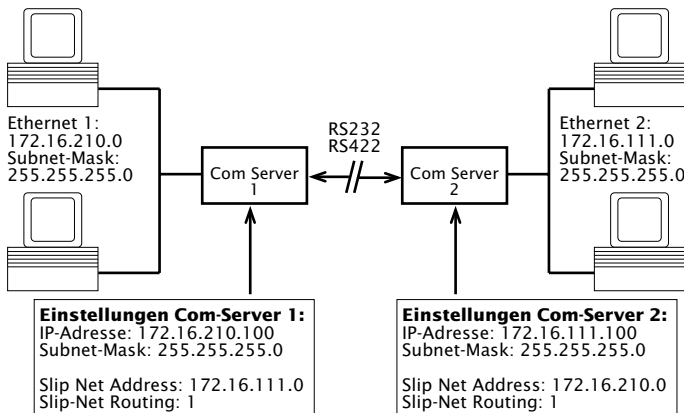 Ethernet 1:
172.16.210.0
Subnet-Mask:
255.255.255.0
RS232
RS422
Ethernet 2:
172.16.111.0
Subnet-Mask:
255.255.255.0
Com Server
1
Com Server
2
Einstellungen Com-Server 1:
IP-Adresse: 172.16.210.100
Subnet-Mask: 255.255.255.0
Slip Net Address: 172.16.111.0
Slip-Net Routing: 1
Einstellungen Com-Server 2:
IP-Adresse: 172.16.111.100
Subnet-Mask: 255.255.255.0
Slip Net Address: 172.16.210.0
Slip-Net Routing: 1